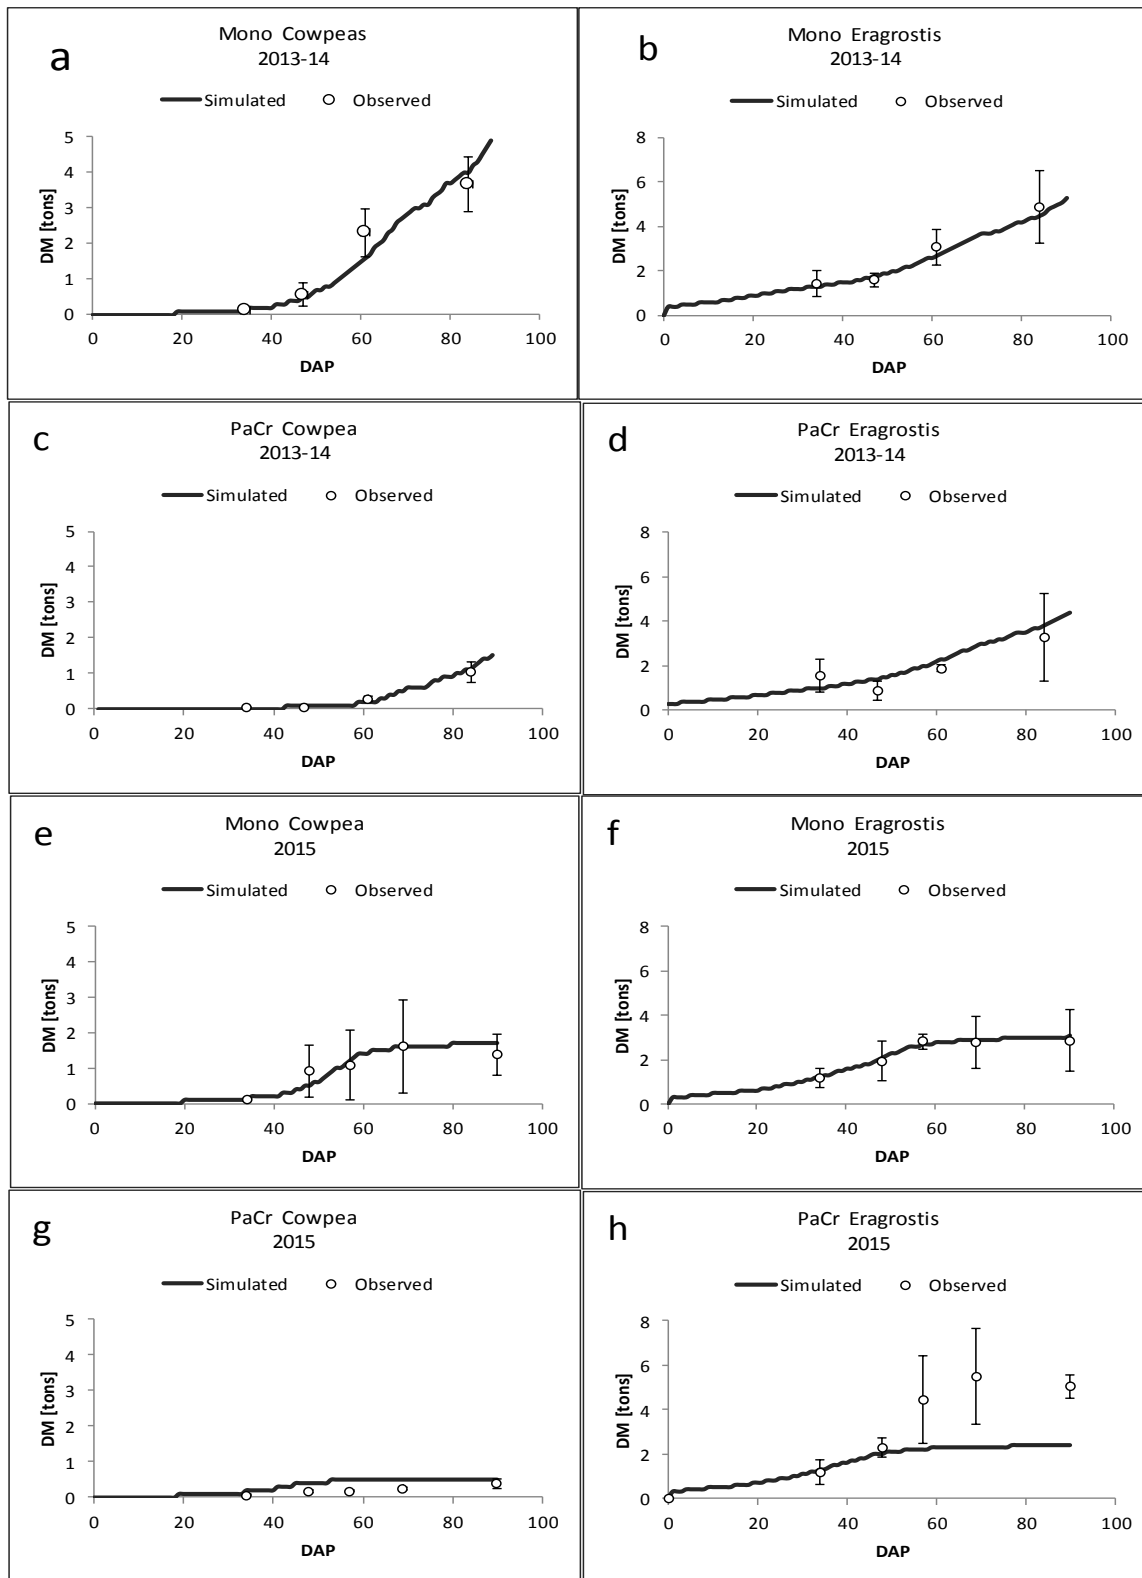 a
Mono Cowpeas
2013-14
Simulated Observed
DM [tons]
5
4
3
2
1
0
0 20 40 60 80 100
DAP
b
Mono Eragrostis
2013-14
Simulated Observed
DM [tons]
8
6
4
2
0
0 20 40 60 80 100
DAP
c
PaCr Cowpea
2013-14
Simulated Observed
DM [tons]
5
4
3
2
1
0
0 20 40 60 80 100
DAP
d
PaCr Eragrostis
2013-14
Simulated Observed
DM [tons]
8
6
4
2
0
0 20 40 60 80 100
DAP
e
Mono Cowpea
2015
Simulated Observed
DM [tons]
5
4
3
2
1
0
0 20 40 60 80 100
DAP
f
Mono Eragrostis
2015
Simulated Observed
DM [tons]
8
6
4
2
0
0 20 40 60 80 100
DAP
g
PaCr Cowpea
2015
Simulated Observed
DM [tons]
5
4
3
2
1
0
0 20 40 60 80 100
DAP
h
PaCr Eragrostis
2015
Simulated Observed
DM [tons]
8
6
4
2
0
0 20 40 60 80 100
DAP